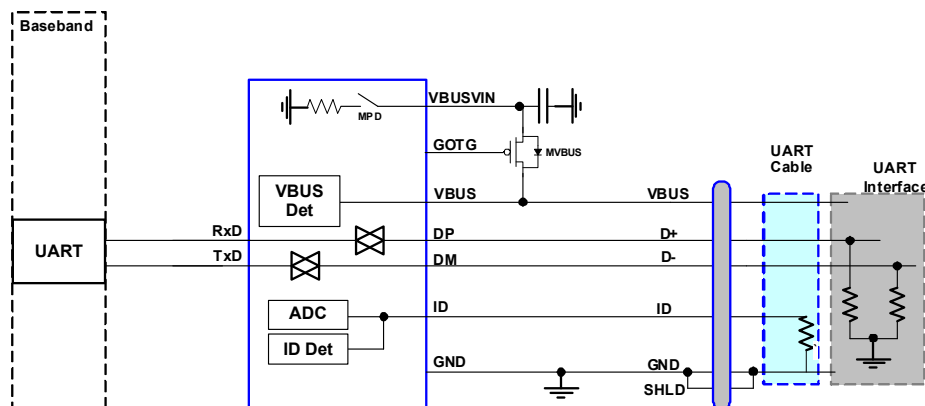 Baseband
VBUSVIN
MPD
GOTG
MVBUS
UART
Cable
UART
Interface
VBUS
Det
VBUS
VBUS
UART
RxD
DP
D+
TxD
DM
D-
ADC
ID
ID
ID Det
GND
GND
SHLD